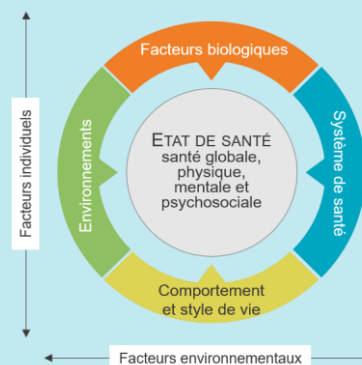 Facteurs biologiques
Facteurs individuels
Environnements
ETAT DE SANTÉ
santé globale,
physique,
mentale et
psychosociale
Système de santé
Comportement
et style de vie
Facteurs environnementaux